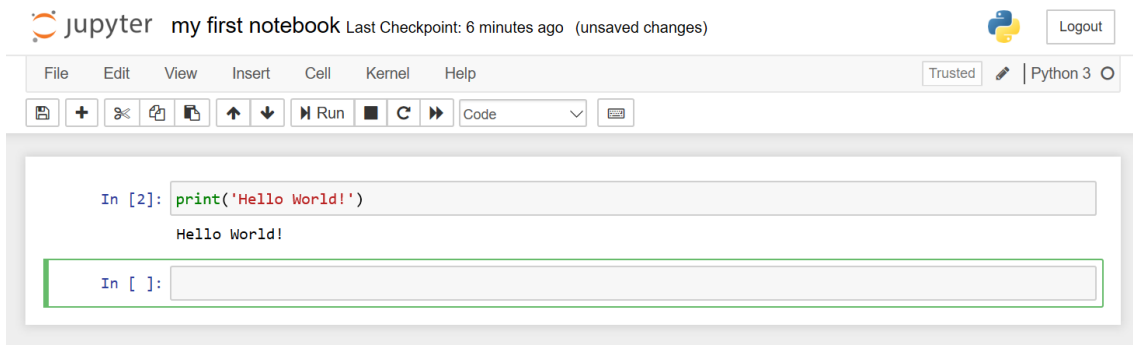 jupyter my first notebook Last Checkpoint: 6 minutes ago (unsaved changes) Logout
File Edit View Insert Cell Kernel Help Trusted Python 3
Run Code
In [2]: print('Hello World!')
Hello World!
In [ ]: